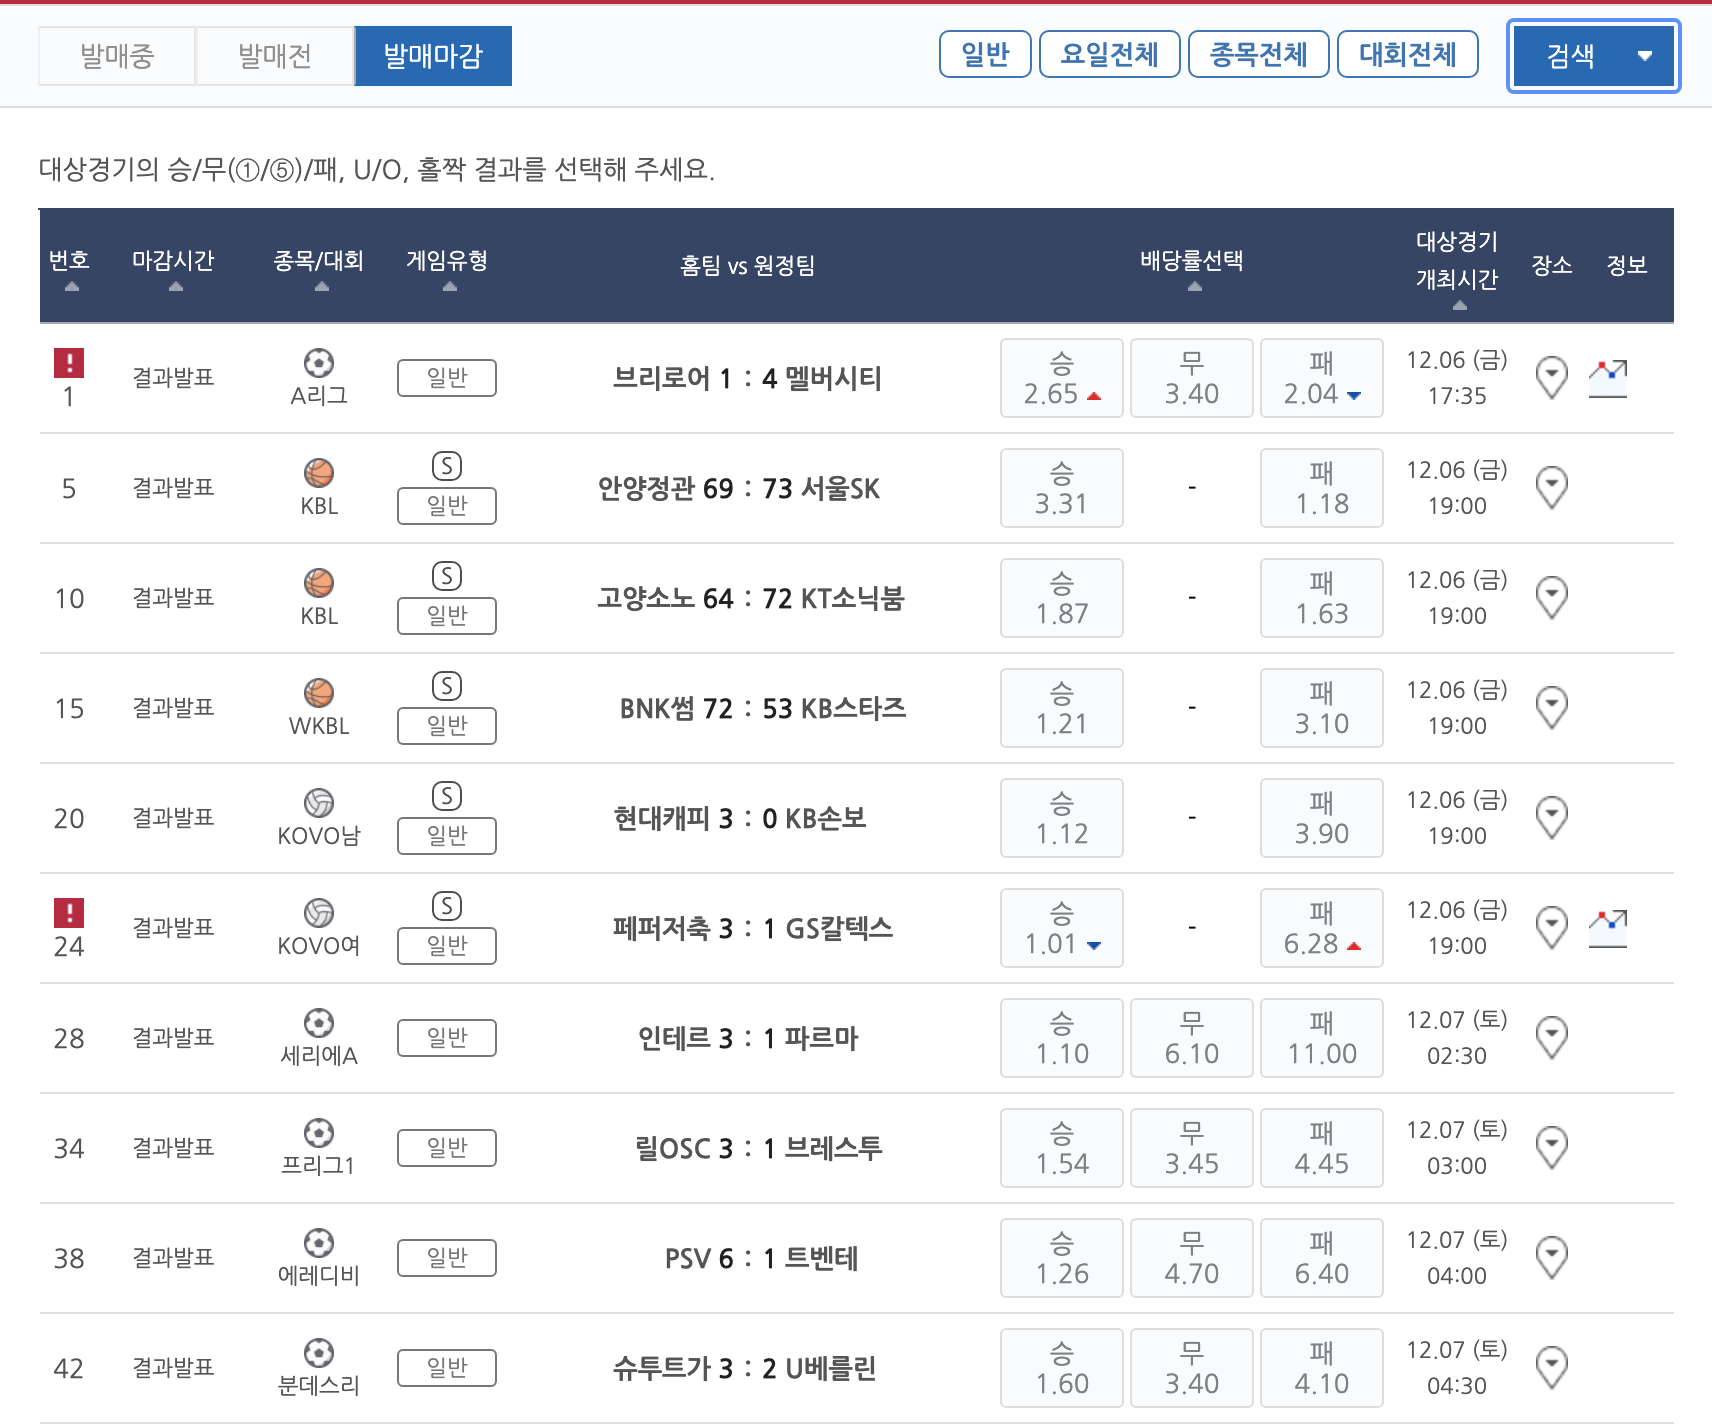 발매중 발매전 발매마감 일반 요일전체 종목전체 대회전체 검색
대상경기의 승/무(①/⑤)/패, U/O, 홀짝 결과를 선택해 주세요.
번호 마감시간 종목/대회 게임유형 홈팀 vs 원정팀 배당률선택 대상경기 개최시간 장소 정보
! 1 결과발표 A리그 일반 브리로어 1 : 4 멜버시티 승 2.65 무 3.40 패 2.04 12.06 (금) 17:35
5 결과발표 KBL S 일반 안양정관 69 : 73 서울SK 승 3.31 - 패 1.18 12.06 (금) 19:00
10 결과발표 KBL S 일반 고양소노 64 : 72 KT소닉붐 승 1.87 - 패 1.63 12.06 (금) 19:00
15 결과발표 WKBL S 일반 BNK썸 72 : 53 KB스타즈 승 1.21 - 패 3.10 12.06 (금) 19:00
20 결과발표 KOVO남 S 일반 현대캐피 3 : 0 KB손보 승 1.12 - 패 3.90 12.06 (금) 19:00
! 24 결과발표 KOVO여 S 일반 페퍼저축 3 : 1 GS칼텍스 승 1.01 - 패 6.28 12.06 (금) 19:00
28 결과발표 세리에A 일반 인테르 3 : 1 파르마 승 1.10 무 6.10 패 11.00 12.07 (토) 02:30
34 결과발표 프리그1 일반 릴OSC 3 : 1 브레스투 승 1.54 무 3.45 패 4.45 12.07 (토) 03:00
38 결과발표 에레디비 일반 PSV 6 : 1 트벤테 승 1.26 무 4.70 패 6.40 12.07 (토) 04:00
42 결과발표 분데스리 일반 슈투트가 3 : 2 U베를린 승 1.60 무 3.40 패 4.10 12.07 (토) 04:30